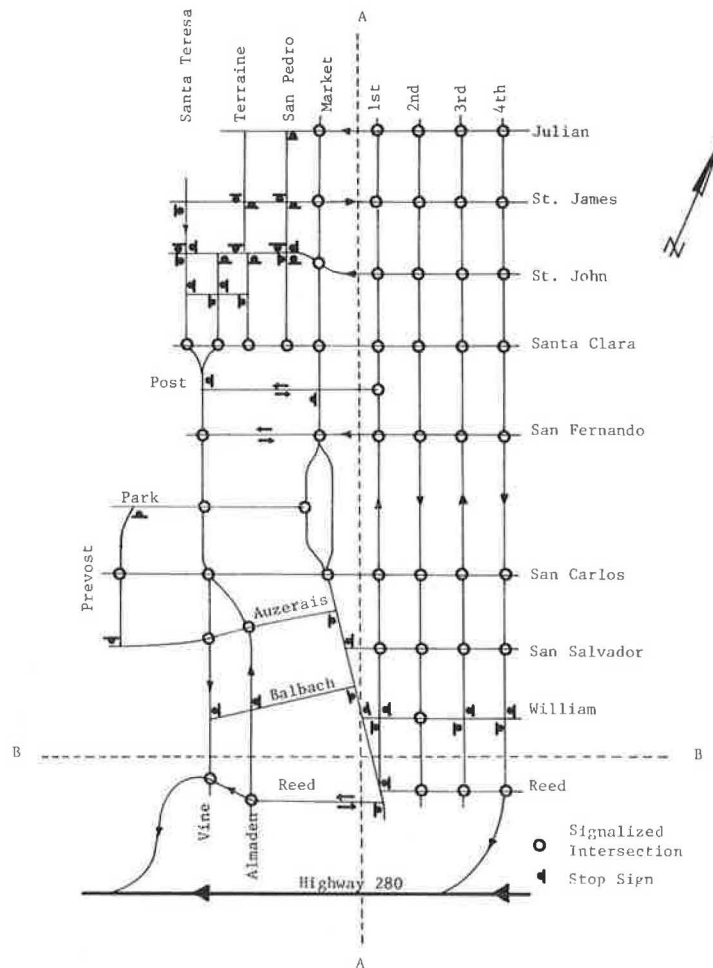 A
Santa Teresa
Terraine
San Pedro
Market
1st
2nd
3rd
4th
Julian
St. James
St. John
Santa Clara
Post
San Fernando
Park
Prevost
San Carlos
Auzerais
San Salvador
Balbach
William
B
B
Reed
Reed
Vine
Almaden
Signalized
Intersection
Stop Sign
Highway 280
A
N